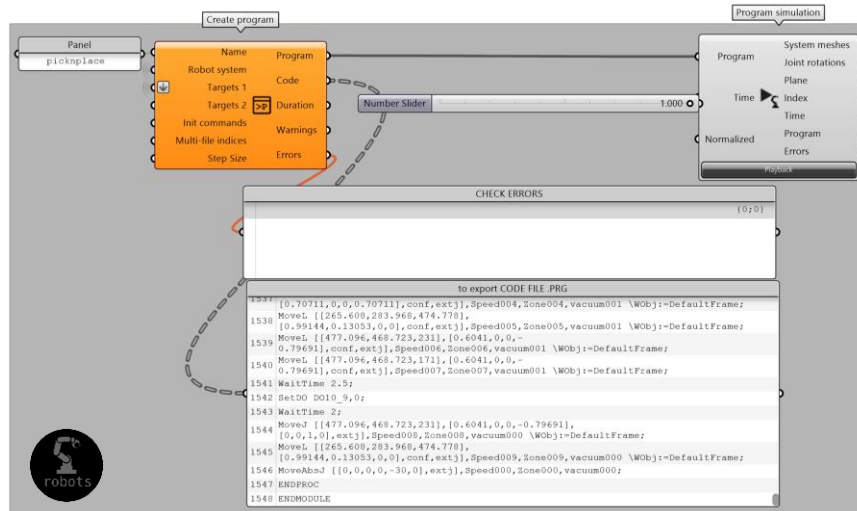 Create program
Program simulation
Panel
picknplace
Name
Robot system
Targets 1
Targets 2
Init commands
Multi-file indices
Step Size
Program
Code
Duration
Warnings
Errors
Number Slider
1.000
Program
Time
Normalized
System meshes
Joint rotations
Plane
Index
Time
Program
Errors
Playback
CHECK ERRORS
{0;0}
to export CODE FILE .PRG
1537 [0.70711,0,0,0.70711],conf,extj],Speed004,Zone004,vacuum001 \WObj:=DefaultFrame;
1538 MoveL [[265.608,283.968,474.778],
[0.99144,0.13053,0,0],conf,extj],Speed005,Zone005,vacuum001 \WObj:=DefaultFrame;
1539 MoveL [[477.096,468.723,231],[0.6041,0,0,-
0.79691],conf,extj],Speed006,Zone006,vacuum001 \WObj:=DefaultFrame;
1540 MoveL [[477.096,468.723,171],[0.6041,0,0,-
0.79691],conf,extj],Speed007,Zone007,vacuum001 \WObj:=DefaultFrame;
1541 WaitTime 2.5;
1542 SetDO DO10_9,0;
1543 WaitTime 2;
1544 MoveJ [[477.096,468.723,231],[0.6041,0,0,-0.79691],
[0,0,1,0],extj],Speed008,Zone008,vacuum000 \WObj:=DefaultFrame;
1545 MoveL [[265.608,283.968,474.778],
[0.99144,0.13053,0,0],conf,extj],Speed009,Zone009,vacuum000 \WObj:=DefaultFrame;
1546 MoveAbsJ [[0,0,0,0,-30,0],extj],Speed000,Zone000,vacuum000;
1547 ENDPROC
1548 ENDMODULE
robots